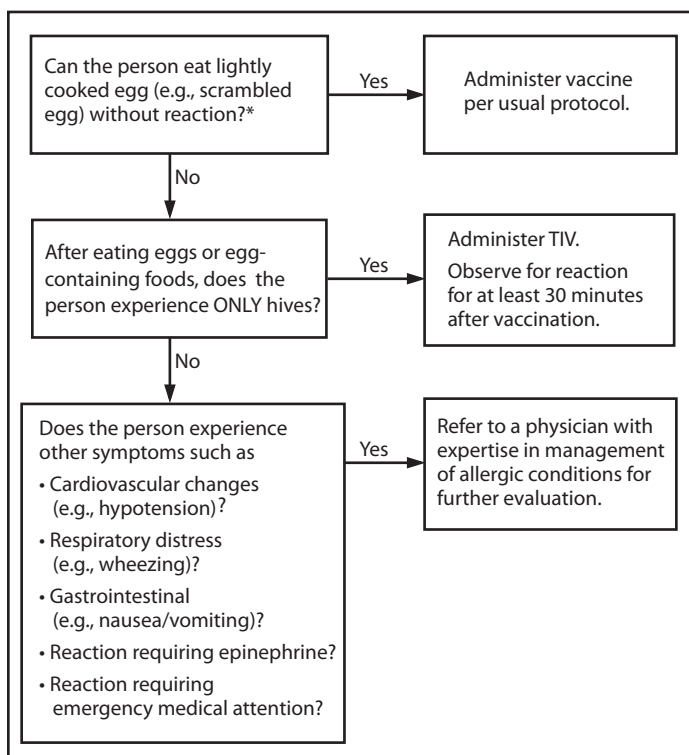 Can the person eat lightly
cooked egg (e.g., scrambled
egg) without reaction?*
Yes
Administer vaccine
per usual protocol.
No
After eating eggs or egg-
containing foods, does the
person experience ONLY hives?
Yes
Administer TIV.
Observe for reaction
for at least 30 minutes
after vaccination.
No
Does the person experience
other symptoms such as
• Cardiovascular changes
(e.g., hypotension)?
• Respiratory distress
(e.g., wheezing)?
• Gastrointestinal
(e.g., nausea/vomiting)?
• Reaction requiring epinephrine?
• Reaction requiring
emergency medical attention?
Yes
Refer to a physician with
expertise in management
of allergic conditions for
further evaluation.